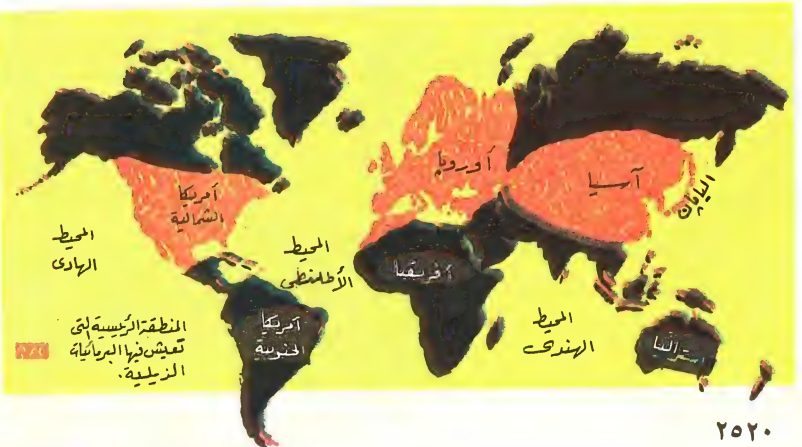 أوروبا
آسيا
اليابان
أمريكا
الشمالية
المحيط
الهادى
المحيط
الأطلنطى
أفريقيا
أمريكا
الجنوبية
المحيط
الهندى
استراليا
المنطقة الرئيسية التى
تعيش فيها البرمائيات
الذيلية.
٢٥٢٠